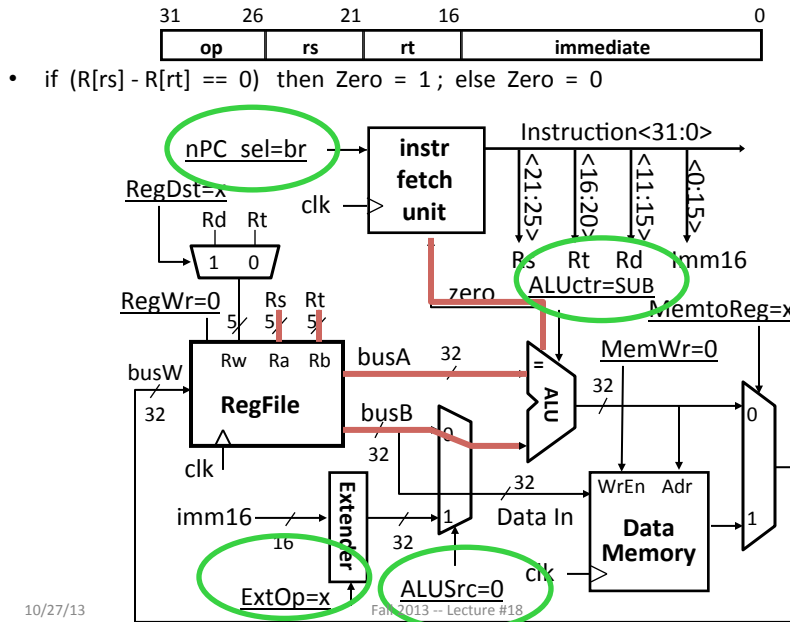 31 26 21 16 0
op rs rt immediate
• if (R[rs] - R[rt] == 0) then Zero = 1 ; else Zero = 0
nPC_sel=br
instr
fetch
unit
Instruction<31:0>
clk
<21:25>
<16:20>
<11:15>
<0:15>
RegDst=x
Rd Rt
1 0
Rs Rt Rd Imm16
zero
ALUctr=SUB
MemtoReg=x
RegWr=0
Rs Rt
5 5 5
MemWr=0
busW
32
Rw Ra Rb
RegFile
clk
busA
32
busB
32
=
ALU
32
0
1
0
1
imm16
16
Extender
32
32
Data In
WrEn Adr
Data
Memory
clk
ExtOp=x
ALUSrc=0
10/27/13
Fall 2013 -- Lecture #18